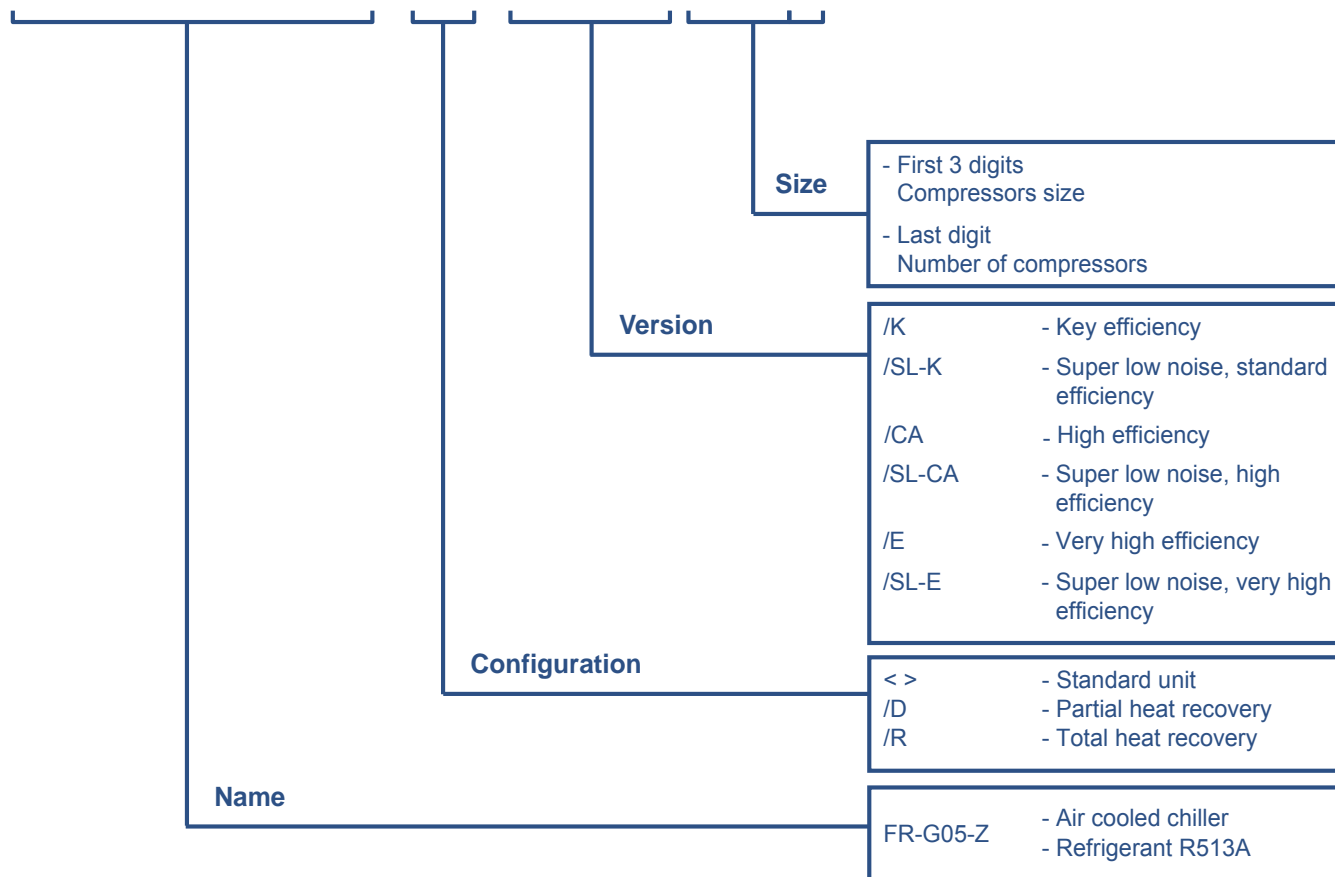 Size
- First 3 digits
Compressors size
- Last digit
Number of compressors
Version
/K - Key efficiency
/SL-K - Super low noise, standard
efficiency
/CA - High efficiency
/SL-CA - Super low noise, high
efficiency
/E - Very high efficiency
/SL-E - Super low noise, very high
efficiency
Configuration
< > - Standard unit
/D - Partial heat recovery
/R - Total heat recovery
Name
FR-G05-Z
- Air cooled chiller
- Refrigerant R513A